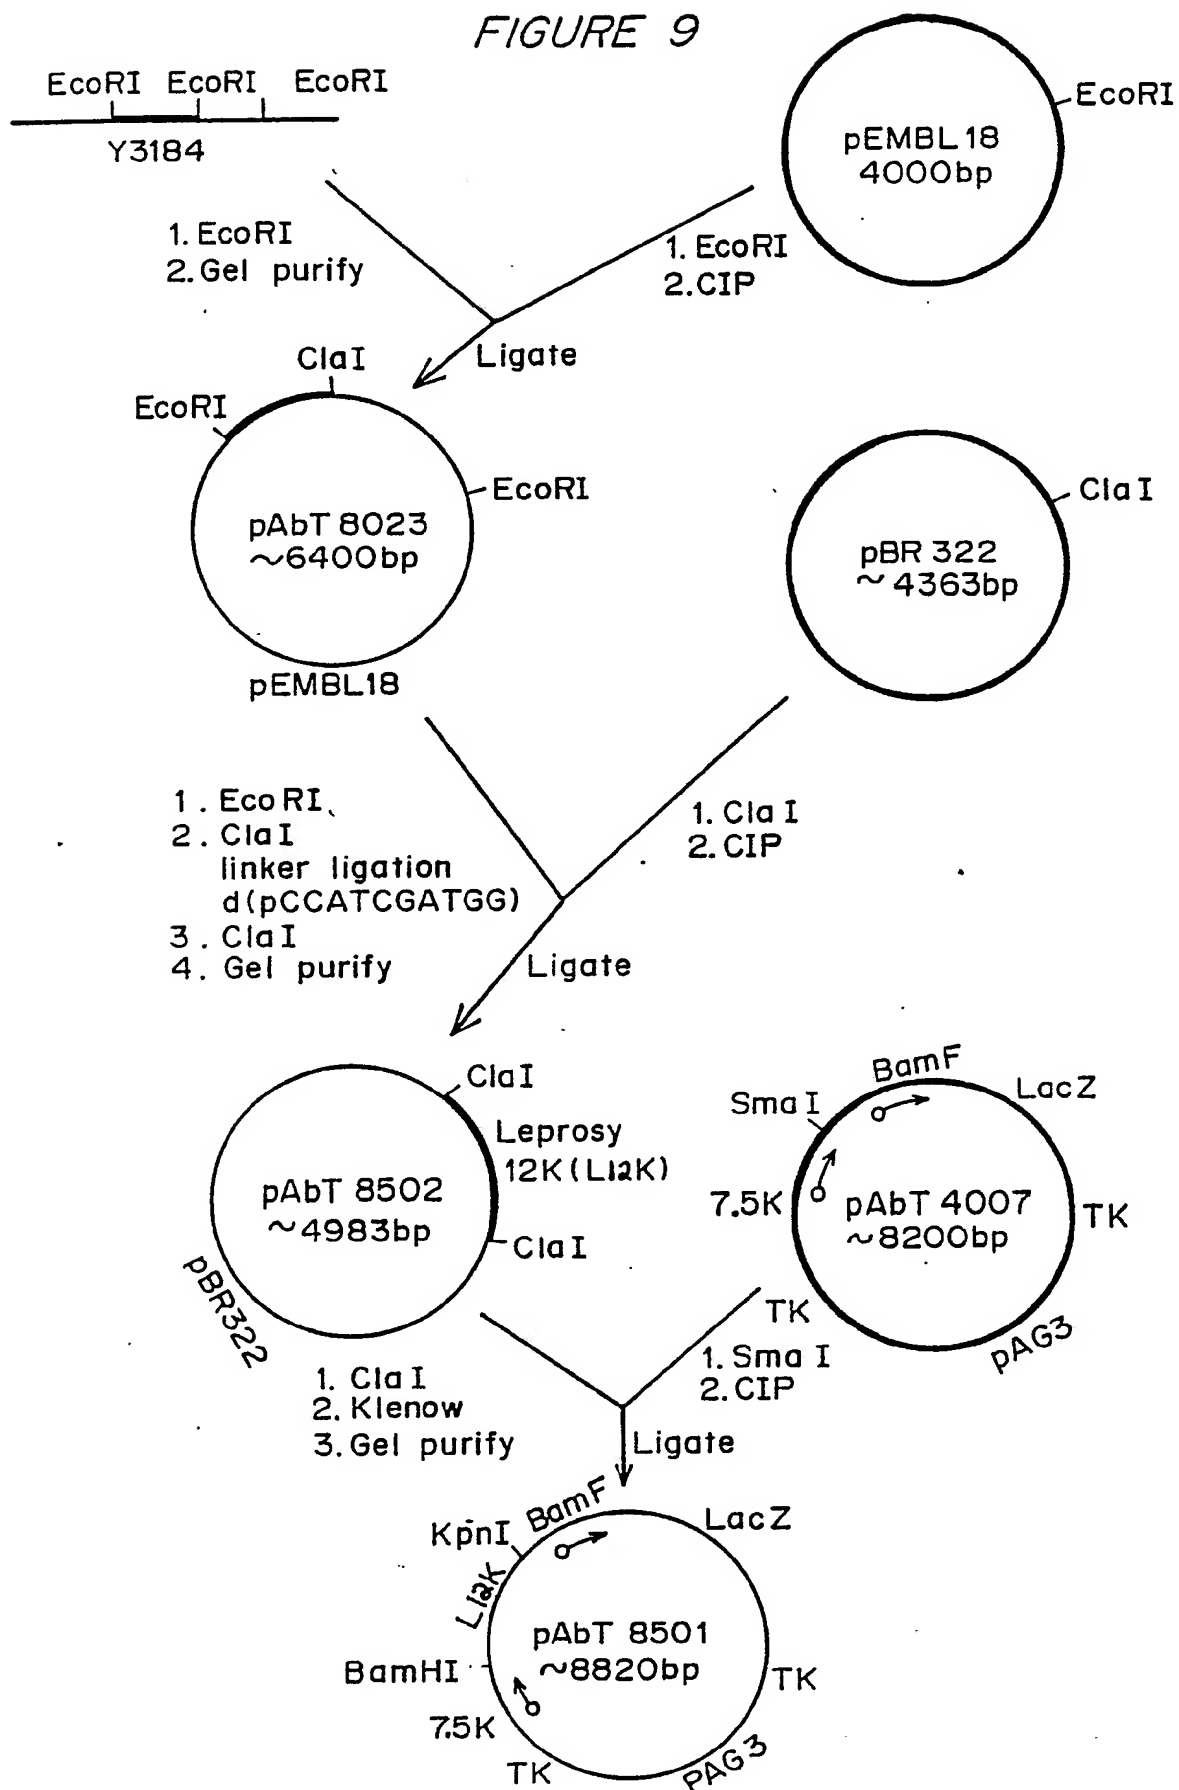 FIGURE 9
EcoRI EcoRI EcoRI
Y3184
EcoRI
pEMBL18
4000bp
1. EcoRI
2. Gel purify
1. EcoRI
2. CIP
Ligate
ClaI
EcoRI
EcoRI
pAbT 8023
~6400bp
pEMBL18
ClaI
pBR 322
~4363bp
1. EcoRI
2. ClaI
linker ligation
d(pCCATCGATGG)
3. ClaI
4. Gel purify
1. ClaI
2. CIP
Ligate
ClaI
Leprosy
12K (L12K)
pAbT 8502
~4983bp
ClaI
pBR322
BamF
SmaI
LacZ
7.5K
pAbT 4007
~8200bp
TK
TK
pAG3
1. ClaI
2. Klenow
3. Gel purify
1. SmaI
2. CIP
Ligate
BamF
KpnI
LacZ
L12K
pAbT 8501
~8820bp
BamHI
TK
7.5K
TK
PAG3